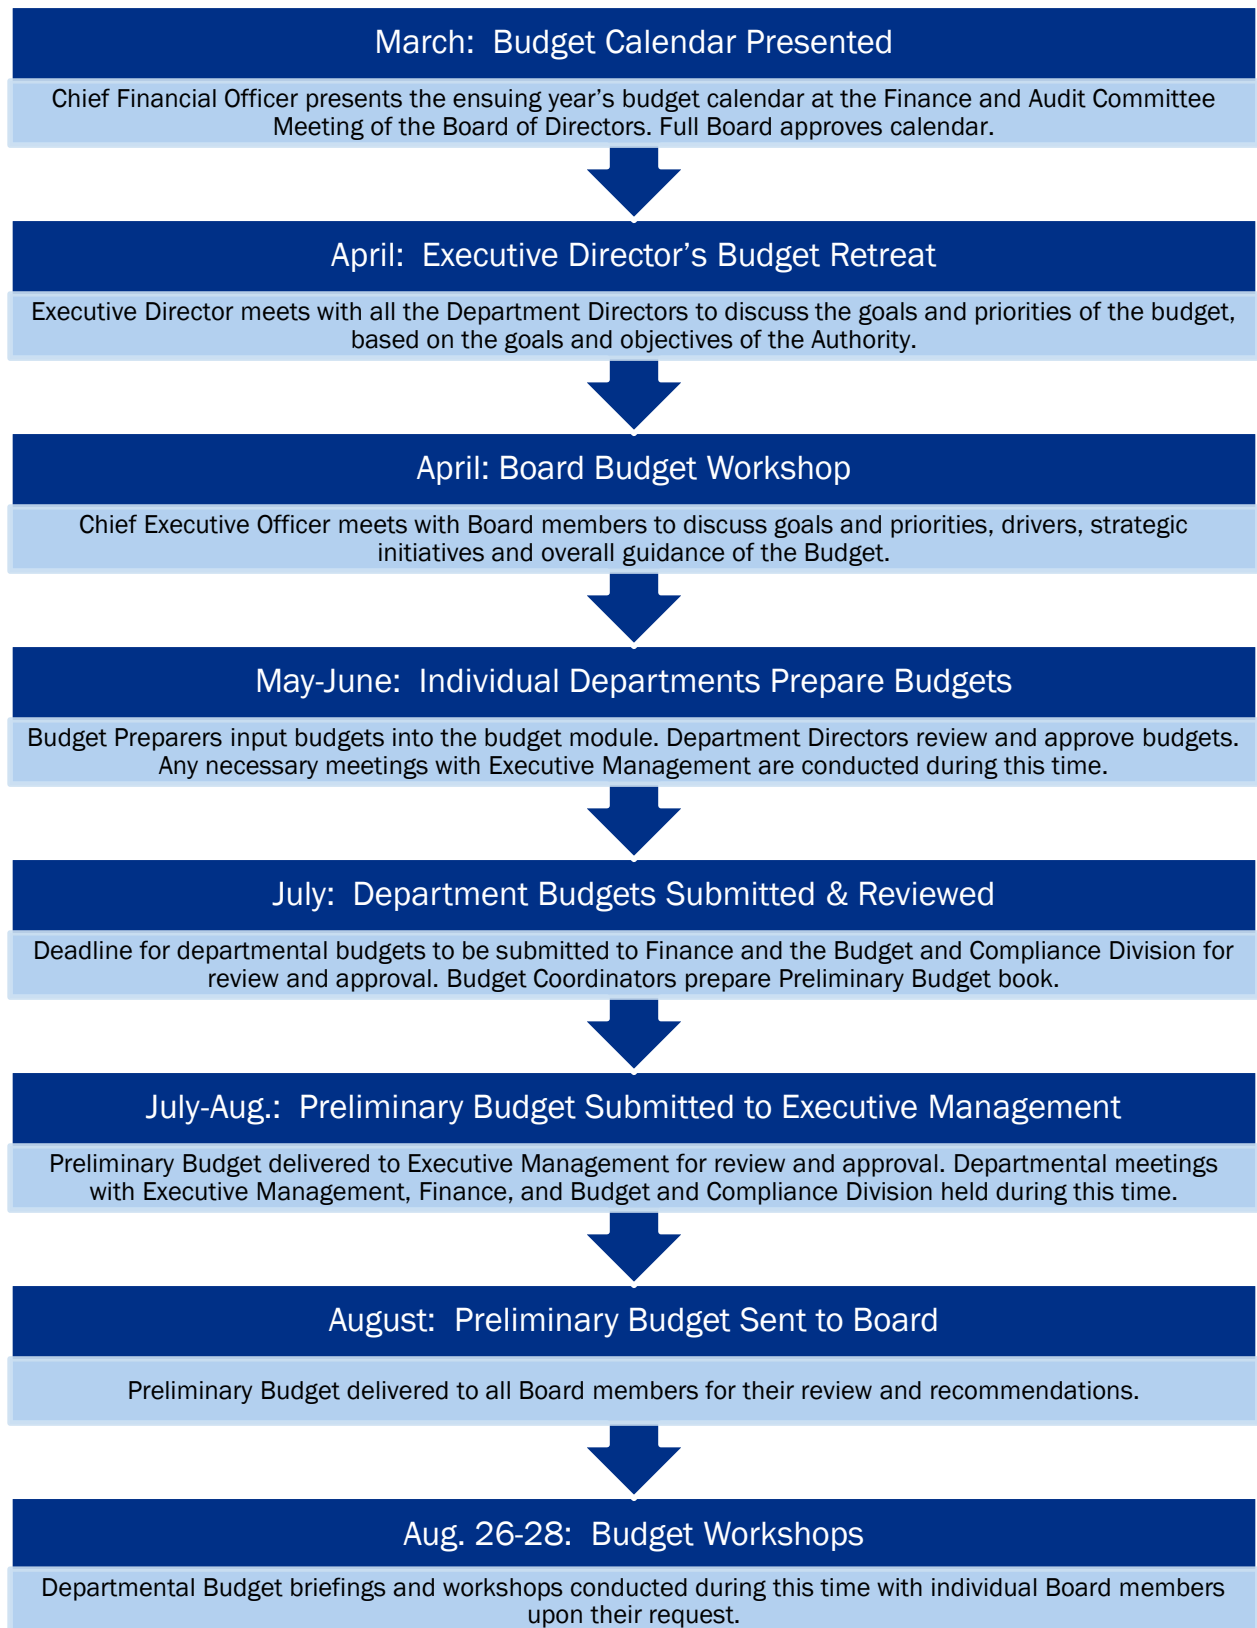 March:  Budget Calendar Presented
Chief Financial Officer presents the ensuing year’s budget calendar at the Finance and Audit Committee
Meeting of the Board of Directors. Full Board approves calendar.
April:  Executive Director’s Budget Retreat
Executive Director meets with all the Department Directors to discuss the goals and priorities of the budget,
based on the goals and objectives of the Authority.
April: Board Budget Workshop
Chief Executive Officer meets with Board members to discuss goals and priorities, drivers, strategic
initiatives and overall guidance of the Budget.
May-June:  Individual Departments Prepare Budgets
Budget Preparers input budgets into the budget module. Department Directors review and approve budgets.
Any necessary meetings with Executive Management are conducted during this time.
July:  Department Budgets Submitted & Reviewed
Deadline for departmental budgets to be submitted to Finance and the Budget and Compliance Division for
review and approval. Budget Coordinators prepare Preliminary Budget book.
July-Aug.:  Preliminary Budget Submitted to Executive Management
Preliminary Budget delivered to Executive Management for review and approval. Departmental meetings
with Executive Management, Finance, and Budget and Compliance Division held during this time.
August:  Preliminary Budget Sent to Board
Preliminary Budget delivered to all Board members for their review and recommendations.
Aug. 26-28:  Budget Workshops
Departmental Budget briefings and workshops conducted during this time with individual Board members
upon their request.